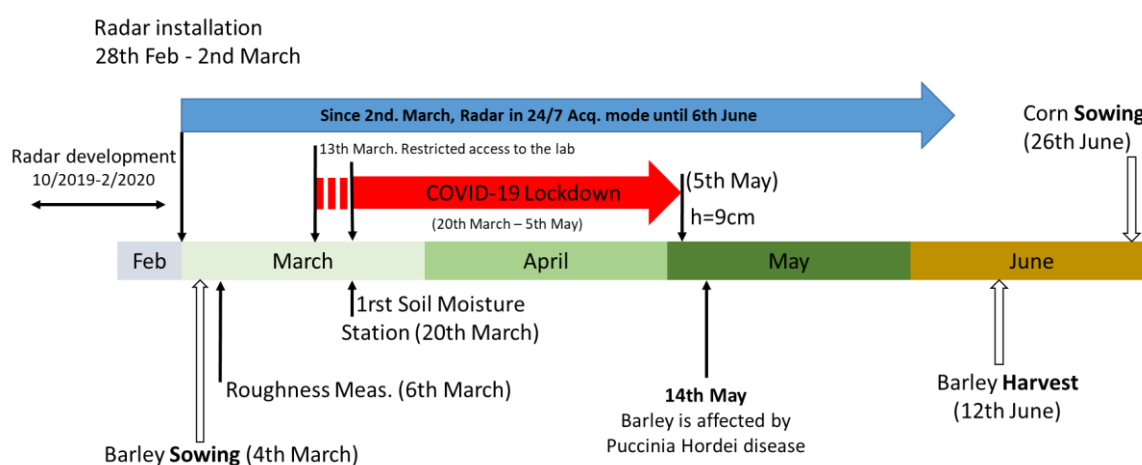 Radar installation
28th Feb - 2nd March
Since 2nd. March, Radar in 24/7 Acq. mode until 6th June
Corn Sowing
(26th June)
Radar development
10/2019-2/2020
13th March. Restricted access to the lab
COVID-19 Lockdown
(20th March – 5th May)
(5th May)
h=9cm
Feb
March
April
May
June
1rst Soil Moisture
Station (20th March)
Roughness Meas. (6th March)
Barley Sowing (4th March)
14th May
Barley is affected by
Puccinia Hordei disease
Barley Harvest
(12th June)